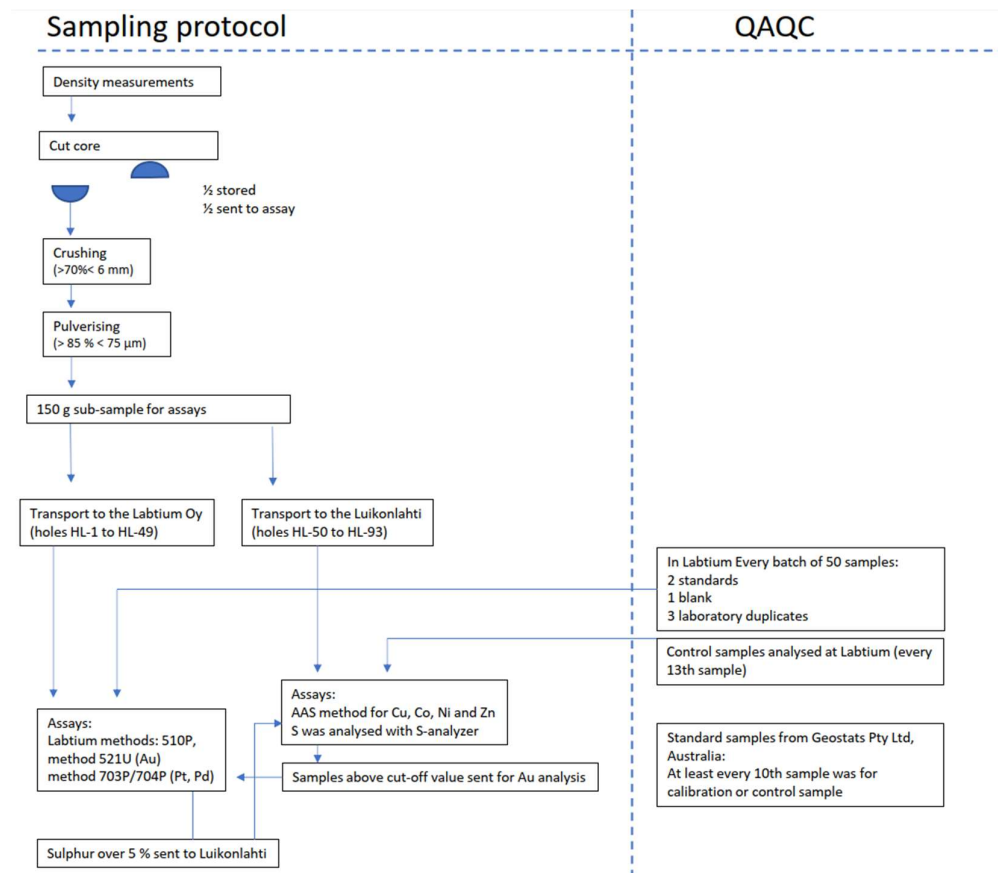 Sampling protocol
QAQC
Density measurements
Cut core
½ stored
½ sent to assay
Crushing
(>70%< 6 mm)
Pulverising
(> 85 % < 75 µm)
150 g sub-sample for assays
Transport to the Labtium Oy
(holes HL-1 to HL-49)
Transport to the Luikonlahti
(holes HL-50 to HL-93)
In Labtium Every batch of 50 samples:
2 standards
1 blank
3 laboratory duplicates
Control samples analysed at Labtium (every
13th sample)
Assays:
AAS method for Cu, Co, Ni and Zn
S was analysed with S-analyzer
Assays:
Labtium methods: 510P,
method 521U (Au)
method 703P/704P (Pt, Pd)
Standard samples from Geostats Pty Ltd,
Australia:
At least every 10th sample was for
calibration or control sample
Samples above cut-off value sent for Au analysis
Sulphur over 5 % sent to Luikonlahti